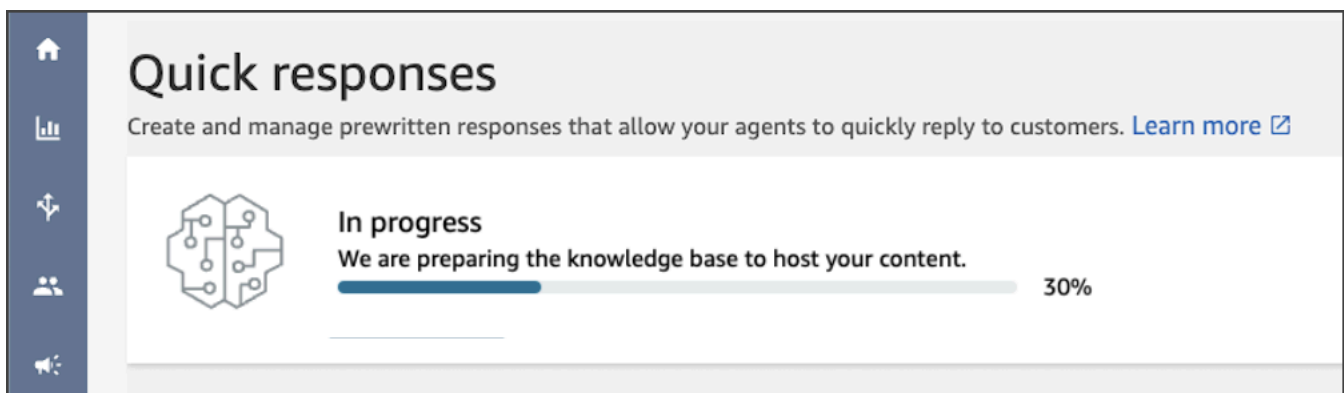 Quick responses
Create and manage prewritten responses that allow your agents to quickly reply to customers. Learn more
In progress
We are preparing the knowledge base to host your content.
30%